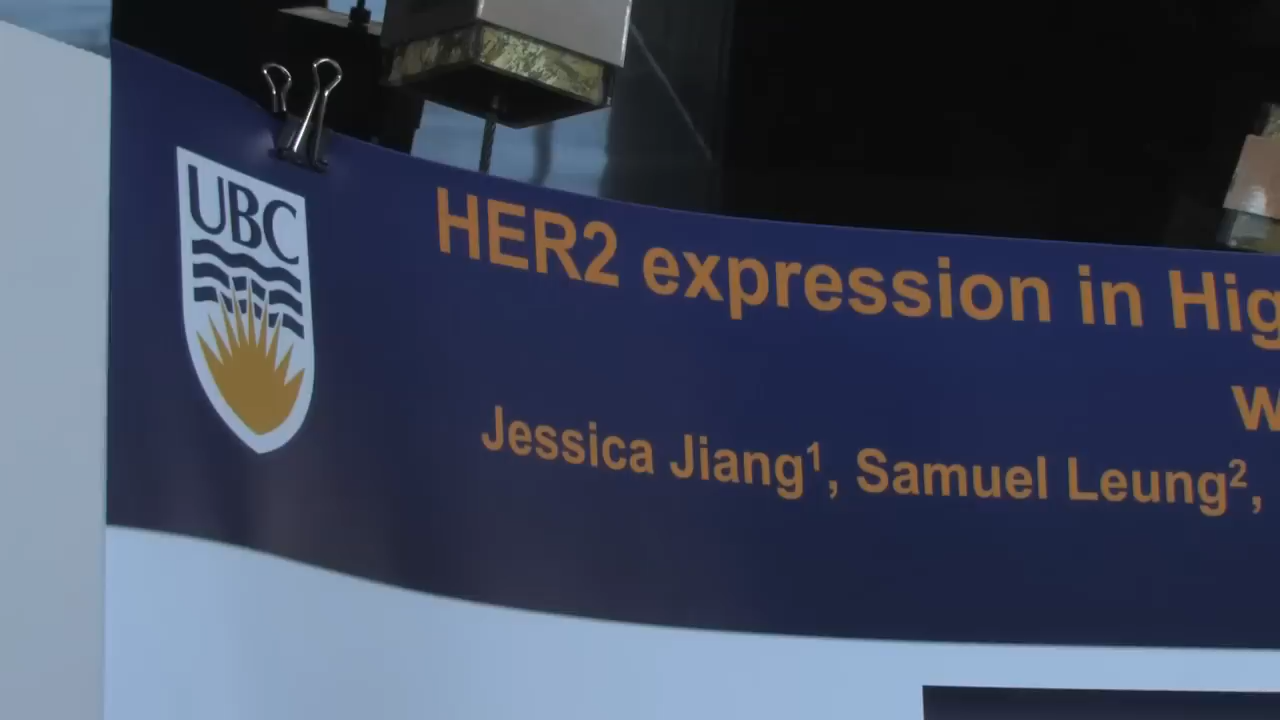 UBC
HER2 expression in Hig
w
Jessica Jiang¹, Samuel Leung²,